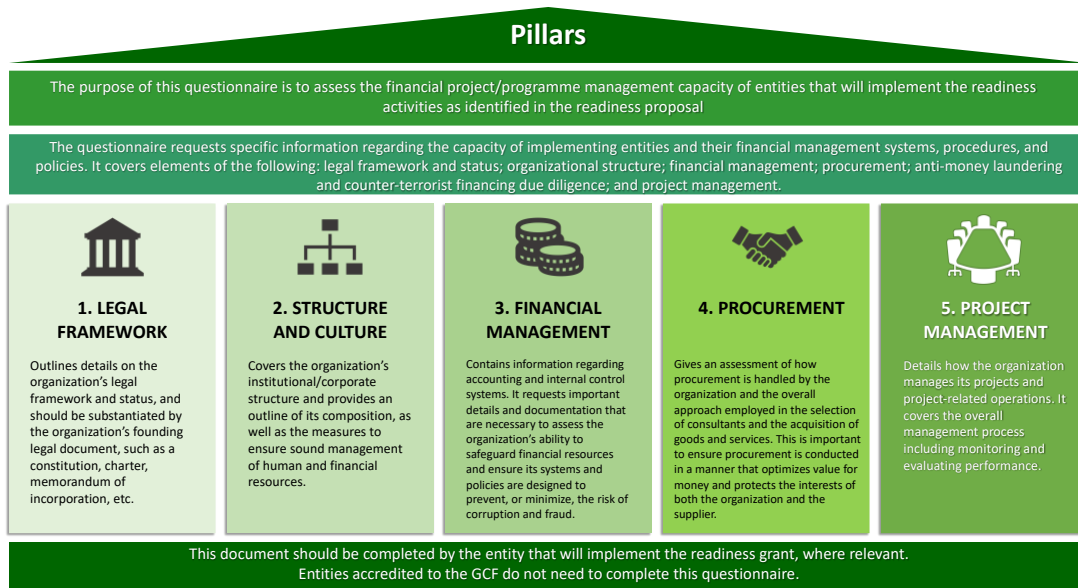 Pillars
The purpose of this questionnaire is to assess the financial project/programme management capacity of entities that will implement the readiness
activities as identified in the readiness proposal
The questionnaire requests specific information regarding the capacity of implementing entities and their financial management systems, procedures, and
policies. It covers elements of the following: legal framework and status; organizational structure; financial management; procurement; anti-money laundering
and counter-terrorist financing due diligence; and project management.
1. LEGAL
FRAMEWORK
Outlines details on the
organization's legal
framework and status, and
should be substantiated by
the organization's founding
legal document, such as a
constitution, charter,
memorandum of
incorporation, etc.
2. STRUCTURE
AND CULTURE
Covers the organization's
institutional/corporate
structure and provides an
outline of its composition, as
well as the measures to
ensure sound management
of human and financial
resources.
3. FINANCIAL
MANAGEMENT
Contains information regarding
accounting and internal control
systems. It requests important
details and documentation that
are necessary to assess the
organization's ability to
safeguard financial resources
and ensure its systems and
policies are designed to
prevent, or minimize, the risk of
corruption and fraud.
4. PROCUREMENT
Gives an assessment of how
procurement is handled by the
organization and the overall
approach employed in the selection
of consultants and the acquisition of
goods and services. This is important
to ensure procurement is conducted
in a manner that optimizes value for
money and protects the interests of
both the organization and the
supplier.
5. PROJECT
MANAGEMENT
Details how the organization
manages its projects and
project-related operations. It
covers the overall
management process
including monitoring and
evaluating performance.
This document should be completed by the entity that will implement the readiness grant, where relevant.
Entities accredited to the GCF do not need to complete this questionnaire.